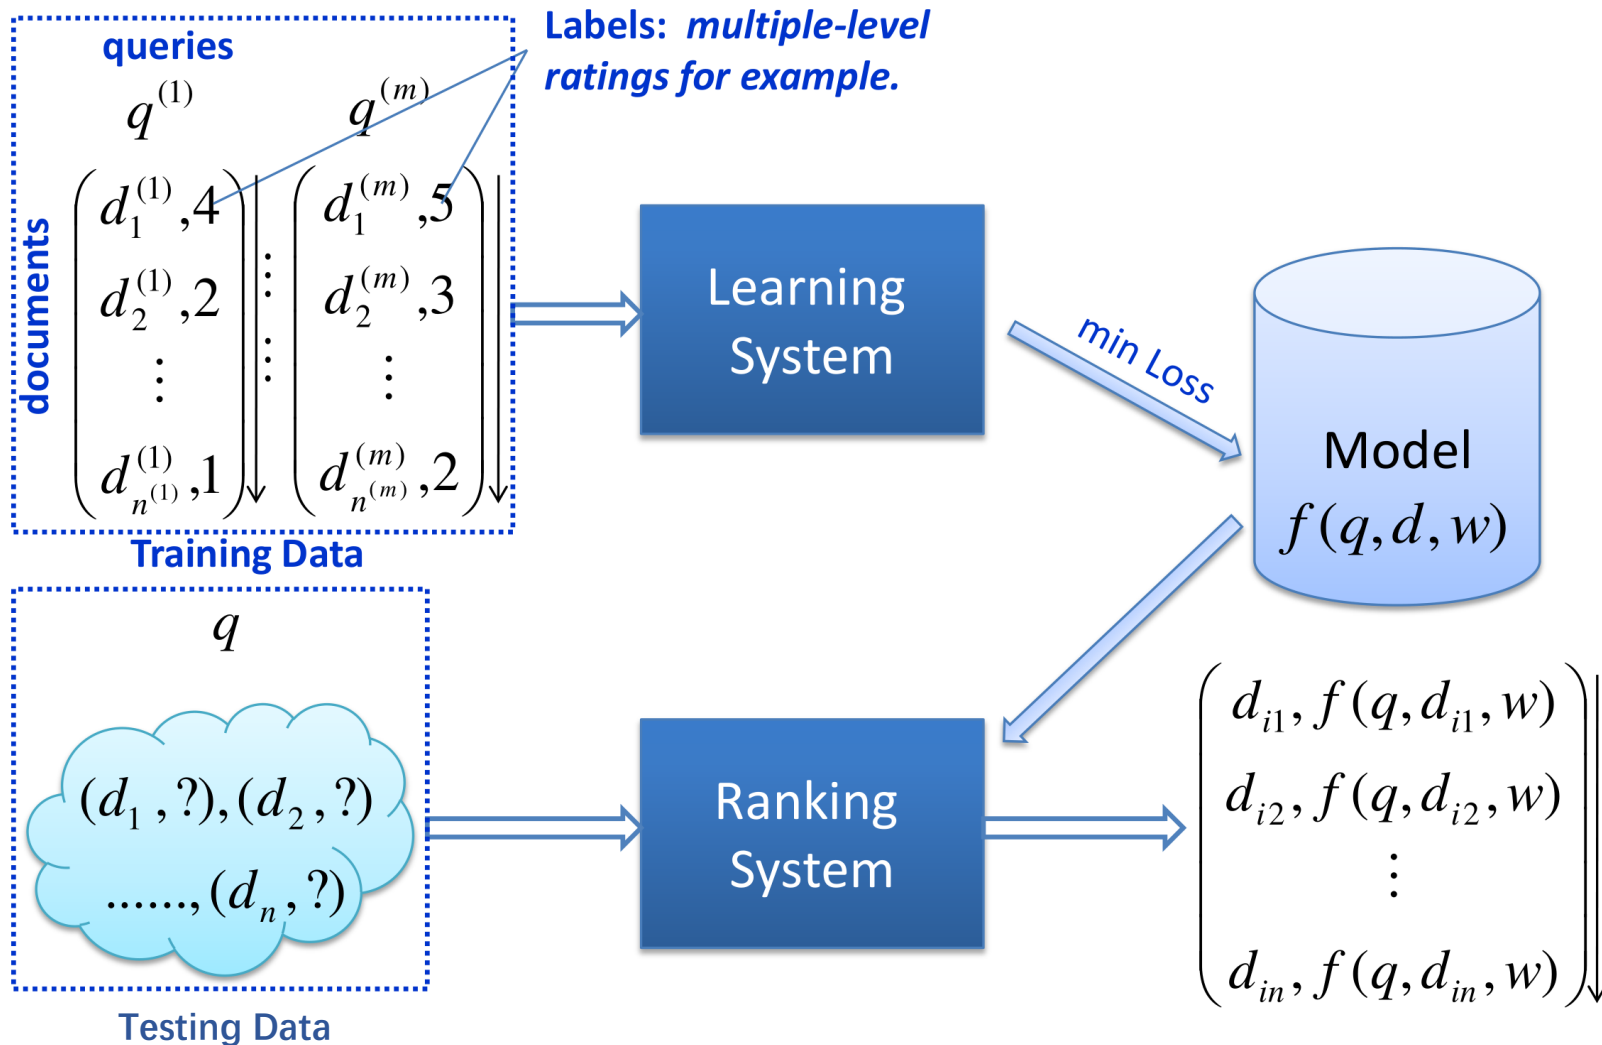 queries
Labels: multiple-level
ratings for example.
q^{(1)} q^{(m)}
documents
d_1^{(1)},4 d_1^{(m)},5
d_2^{(1)},2 ⋮ d_2^{(m)},3
⋮ ⋮ ⋮
d_{n^{(1)}}^{(1)},1 d_{n^{(m)}}^{(m)},2
Training Data
Learning
System
min Loss
Model
f(q,d,w)
q
(d_1,?),(d_2,?)
......,(d_n,?)
Testing Data
Ranking
System
d_{i1},f(q,d_{i1},w)
d_{i2},f(q,d_{i2},w)
⋮
d_{in},f(q,d_{in},w)